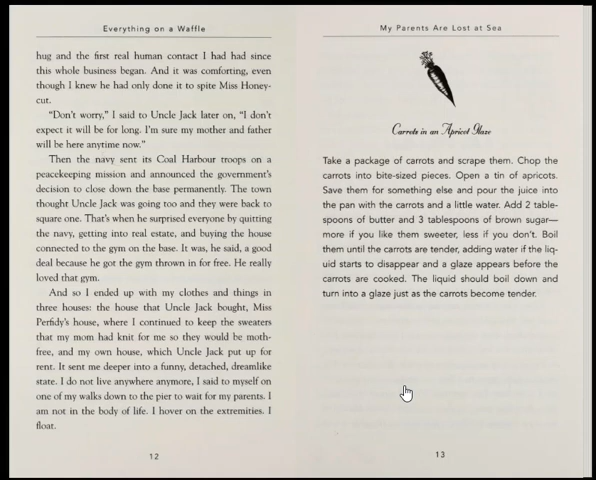 Everything on a Waffle
hug and the first real human contact I had had since
this whole business began. And it was comforting, even
though I knew he had only done it to spite Miss Honey-
cut.
"Don't worry," I said to Uncle Jack later on, "I don't
expect it will be for long. I'm sure my mother and father
will be here anytime now."
Then the navy sent its Coal Harbour troops on a
peacekeeping mission and announced the government's
decision to close down the base permanently. The town
thought Uncle Jack was going too and they were back to
square one. That's when he surprised everyone by quitting
the navy, getting into real estate, and buying the house
connected to the gym on the base. It was, he said, a good
deal because he got the gym thrown in for free. He really
loved that gym.
And so I ended up with my clothes and things in
three houses: the house that Uncle Jack bought, Miss
Perfidy's house, where I continued to keep the sweaters
that my mom had knit for me so they would be moth-
free, and my own house, which Uncle Jack put up for
rent. It sent me deeper into a funny, detached, dreamlike
state. I do not live anywhere anymore, I said to myself on
one of my walks down to the pier to wait for my parents. I
am not in the body of life. I hover on the extremities. I
float.
12
My Parents Are Lost at Sea
Carrots in an Apricot Glaze
Take a package of carrots and scrape them. Chop the
carrots into bite-sized pieces. Open a tin of apricots.
Save them for something else and pour the juice into
the pan with the carrots and a little water. Add 2 table-
spoons of butter and 3 tablespoons of brown sugar—
more if you like them sweeter, less if you don't. Boil
them until the carrots are tender, adding water if the liq-
uid starts to disappear and a glaze appears before the
carrots are cooked. The liquid should boil down and
turn into a glaze just as the carrots become tender.
13